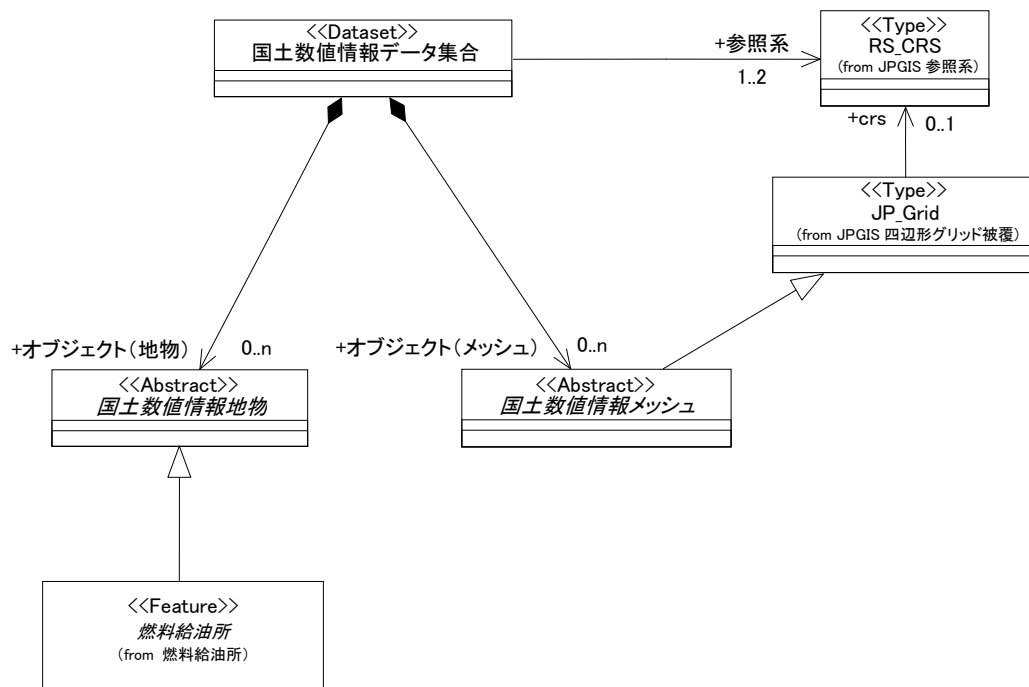 <<Dataset>>
国土数値情報データ集合
+参照系
1..2
<<Type>>
RS_CRS
(from JPGIS 参照系)
+crs
0..1
<<Type>>
JP_Grid
(from JPGIS 四辺形グリッド被覆)
+オブジェクト(地物)
0..n
+オブジェクト(メッシュ)
0..n
<<Abstract>>
国土数値情報地物
<<Abstract>>
国土数値情報メッシュ
<<Feature>>
燃料給油所
(from 燃料給油所)